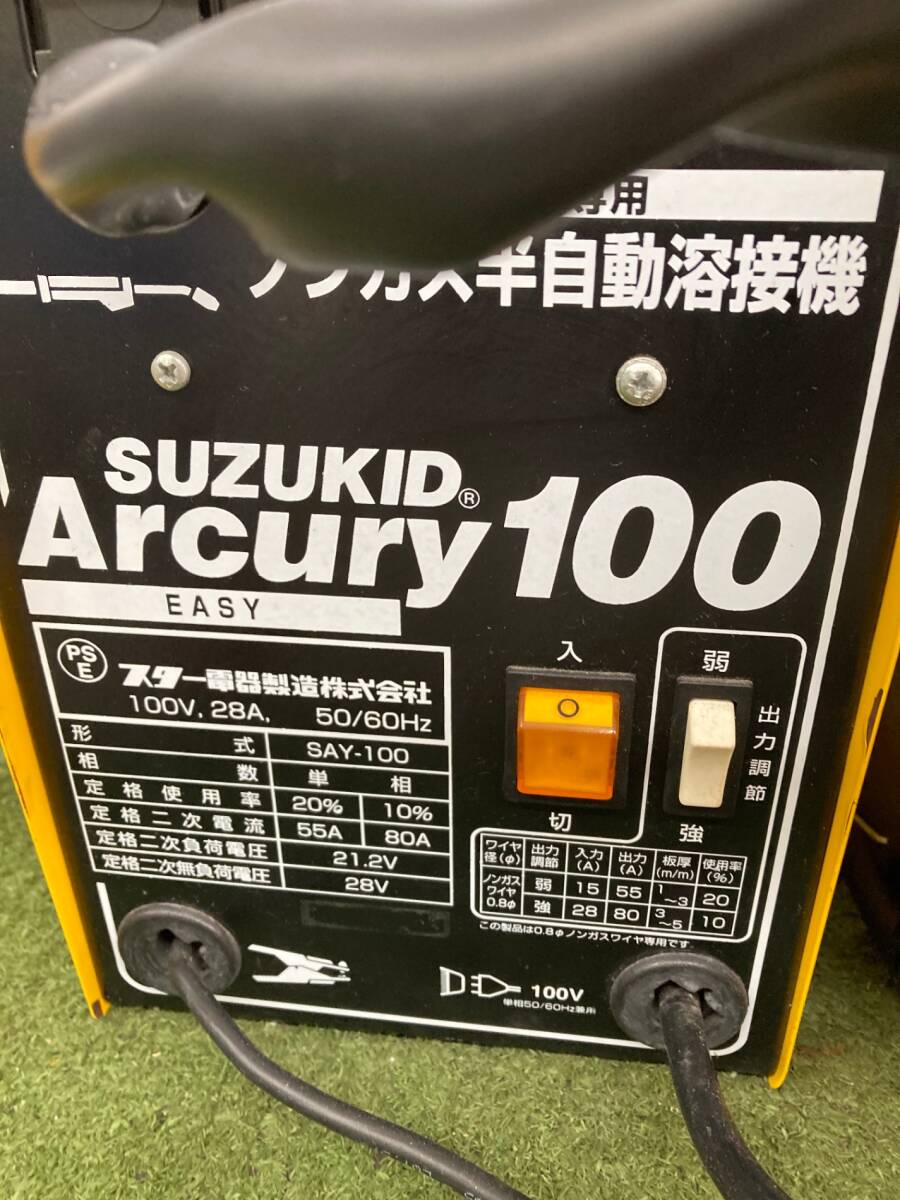 専用
ノンガス半自動溶接機
SUZUKID®
Arcury 100
EASY
PS
E
スター電器製造株式会社
100V, 28A, 50/60Hz
形式 SAY-100
相数 単相
定格使用率 20% 10%
定格二次電流 55A 80A
定格二次負荷電圧 21.2V
定格二次無負荷電圧 28V
入
切
弱
強
出力調節
ワイヤ径(φ) 出力調節 入力(A) 出力(A) 板厚(m/m) 使用率(%)
ノンガスワイヤ0.8φ 弱 15 55 1~3 20
強 28 80 3~5 10
この製品は0.8φノンガスワイヤ専用です。
100V
単相50/60Hz兼用